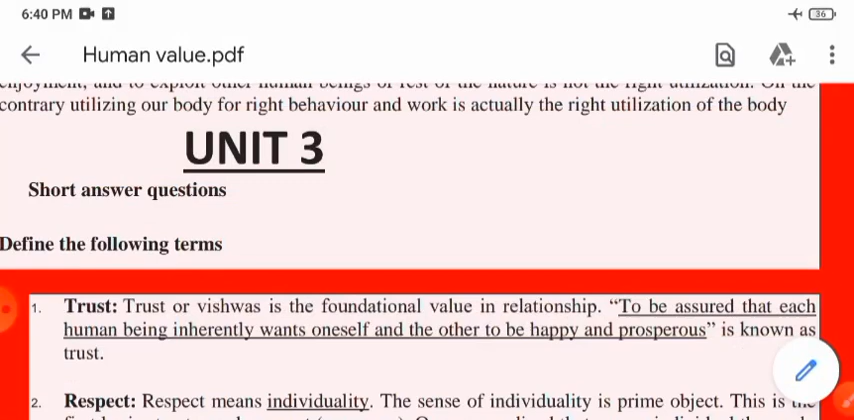 6:40 PM
36
Human value.pdf
contrary utilizing our body for right behaviour and work is actually the right utilization of the body
UNIT 3
Short answer questions
Define the following terms
1. Trust: Trust or vishwas is the foundational value in relationship. “To be assured that each
human being inherently wants oneself and the other to be happy and prosperous” is known as
trust.
2. Respect: Respect means individuality. The sense of individuality is prime object. This is the